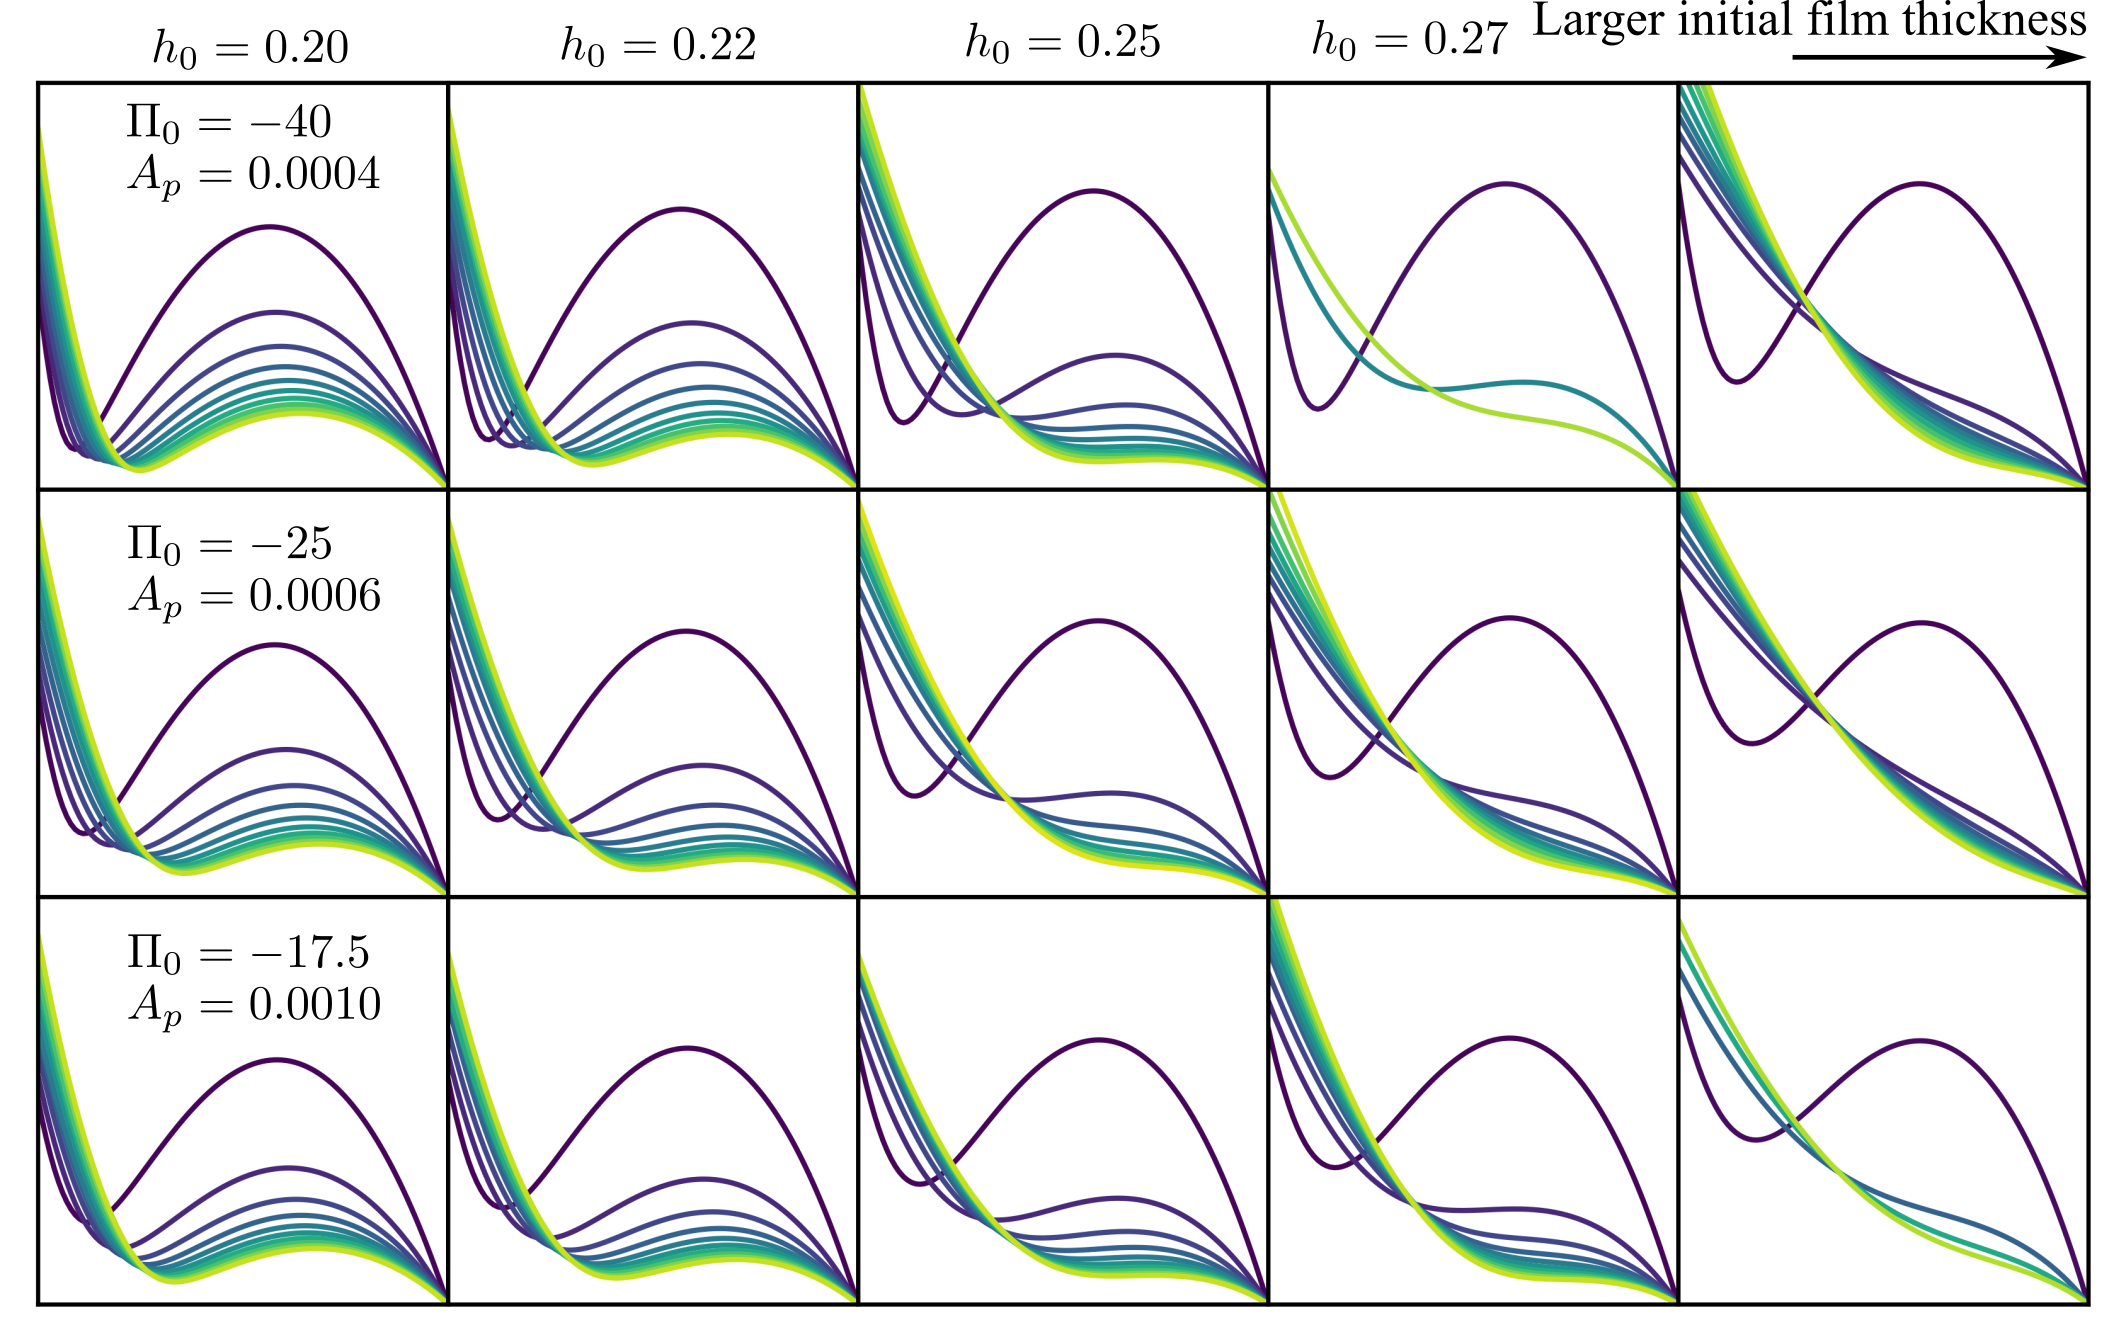 h₀ = 0.20
h₀ = 0.22
h₀ = 0.25
h₀ = 0.27
Larger initial film thickness
Π₀ = −40
Aₚ = 0.0004
Π₀ = −25
Aₚ = 0.0006
Π₀ = −17.5
Aₚ = 0.0010